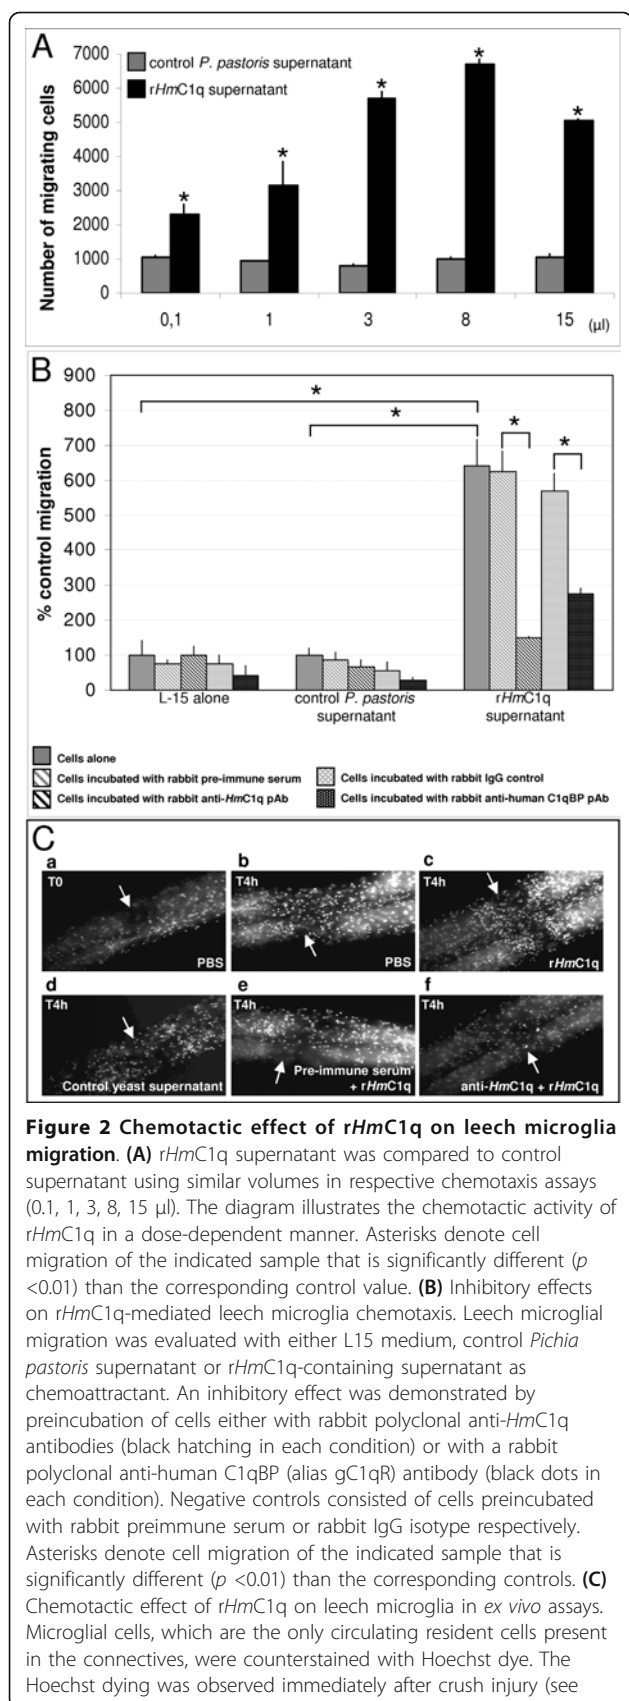 A
7000
6000
5000
4000
3000
2000
1000
0
Number of migrating cells
control P. pastoris supernatant
rHmC1q supernatant
*
*
*
*
*
0,1 1 3 8 15 (µl)
B
900
800
700
600
500
400
300
200
100
0
% control migration
*
*
*
*
L-15 alone
control P. pastoris
supernatant
rHmC1q
supernatant
Cells alone
Cells incubated with rabbit pre-immune serum
Cells incubated with rabbit IgG control
Cells incubated with rabbit anti-HmC1q pAb
Cells incubated with rabbit anti-human C1qBP pAb
C
a
T0
PBS
b
T4h
PBS
c
T4h
rHmC1q
d
T4h
Control yeast supernatant
e
T4h
Pre-immune serum
+ rHmC1q
f
T4h
anti-HmC1q + rHmC1q
Figure 2 Chemotactic effect of rHmC1q on leech microglia
migration. (A) rHmC1q supernatant was compared to control
supernatant using similar volumes in respective chemotaxis assays
(0.1, 1, 3, 8, 15 µl). The diagram illustrates the chemotactic activity of
rHmC1q in a dose-dependent manner. Asterisks denote cell
migration of the indicated sample that is significantly different (p
<0.01) than the corresponding control value. (B) Inhibitory effects
on rHmC1q-mediated leech microglia chemotaxis. Leech microglial
migration was evaluated with either L15 medium, control Pichia
pastoris supernatant or rHmC1q-containing supernatant as
chemoattractant. An inhibitory effect was demonstrated by
preincubation of cells either with rabbit polyclonal anti-HmC1q
antibodies (black hatching in each condition) or with a rabbit
polyclonal anti-human C1qBP (alias gC1qR) antibody (black dots in
each condition). Negative controls consisted of cells preincubated
with rabbit preimmune serum or rabbit IgG isotype respectively.
Asterisks denote cell migration of the indicated sample that is
significantly different (p <0.01) than the corresponding controls. (C)
Chemotactic effect of rHmC1q on leech microglia in ex vivo assays.
Microglial cells, which are the only circulating resident cells present
in the connectives, were counterstained with Hoechst dye. The
Hoechst dying was observed immediately after crush injury (see